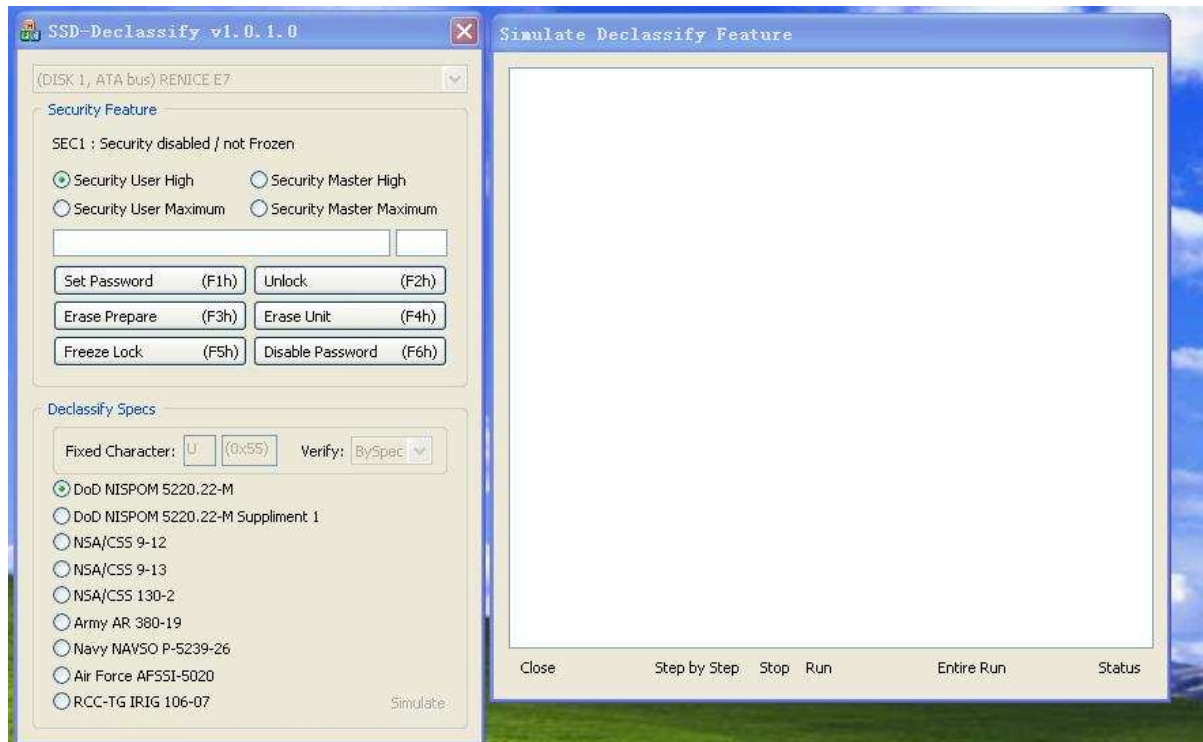 SSD-Declassify v1.0.1.0
(DISK 1, ATA bus) RENICE E7
Security Feature
SEC1 : Security disabled / not Frozen
Security User High Security Master High
Security User Maximum Security Master Maximum
Set Password (F1h) Unlock (F2h)
Erase Prepare (F3h) Erase Unit (F4h)
Freeze Lock (F5h) Disable Password (F6h)
Declassify Specs
Fixed Character: U (0x55) Verify: BySpec
DoD NISPOM 5220.22-M
DoD NISPOM 5220.22-M Suppliment 1
NSA/CSS 9-12
NSA/CSS 9-13
NSA/CSS 130-2
Army AR 380-19
Navy NAVSO P-5239-26
Air Force AFSSI-5020
RCC-TG IRIG 106-07 Simulate
Simulate Declassify Feature
Close Step by Step Stop Run Entire Run Status